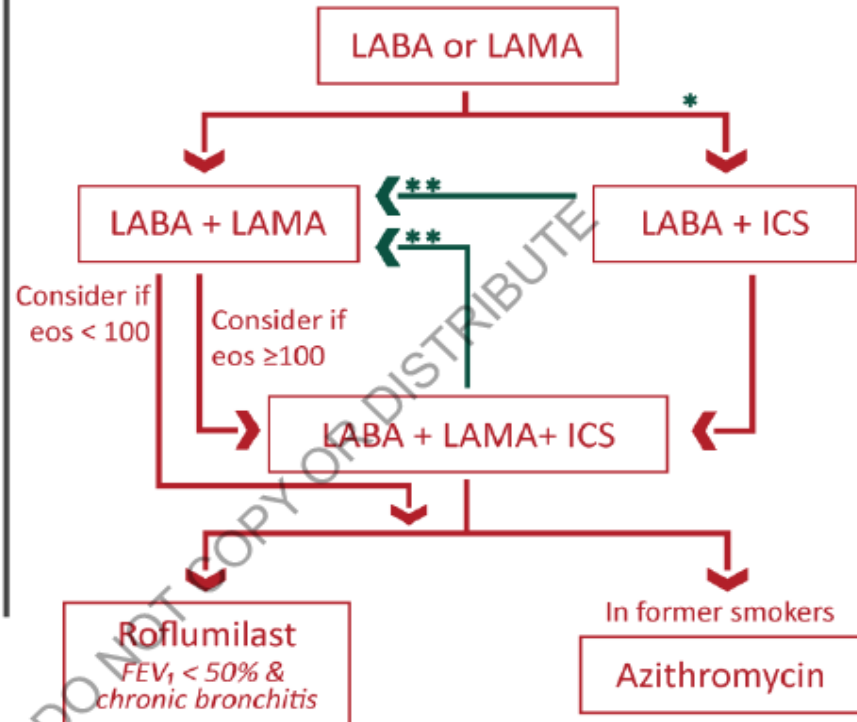 LABA or LAMA
*
**
LABA + LAMA
LABA + ICS
**
Consider if
eos < 100
Consider if
eos ≥100
LABA + LAMA+ ICS
Roflumilast
FEV₁ < 50% &
chronic bronchitis
In former smokers
Azithromycin
DO NOT COPY OR DISTRIBUTE